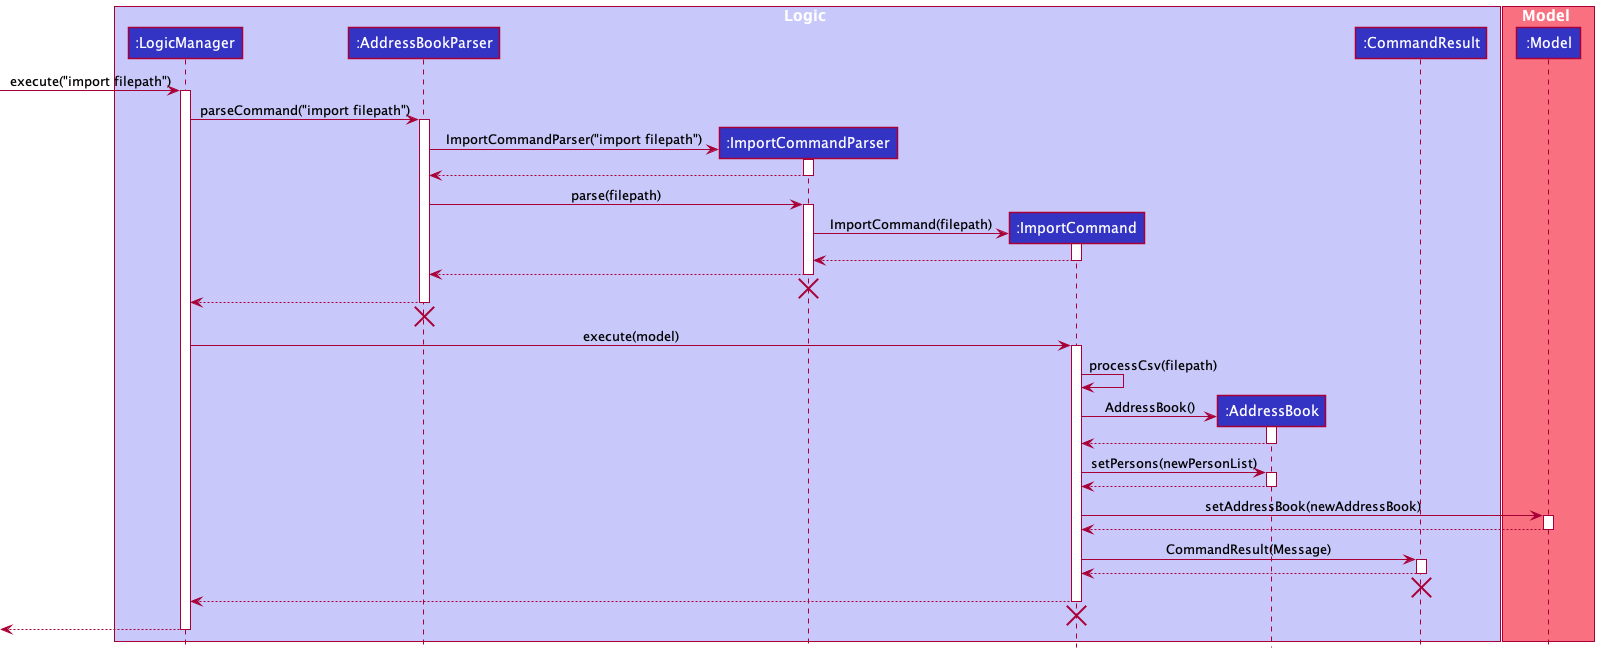 Logic
Model
:LogicManager
:AddressBookParser
:CommandResult
:Model
execute("import filepath")
parseCommand("import filepath")
ImportCommandParser("import filepath")
:ImportCommandParser
parse(filepath)
ImportCommand(filepath)
:ImportCommand
execute(model)
processCsv(filepath)
AddressBook()
:AddressBook
setPersons(newPersonList)
setAddressBook(newAddressBook)
CommandResult(Message)